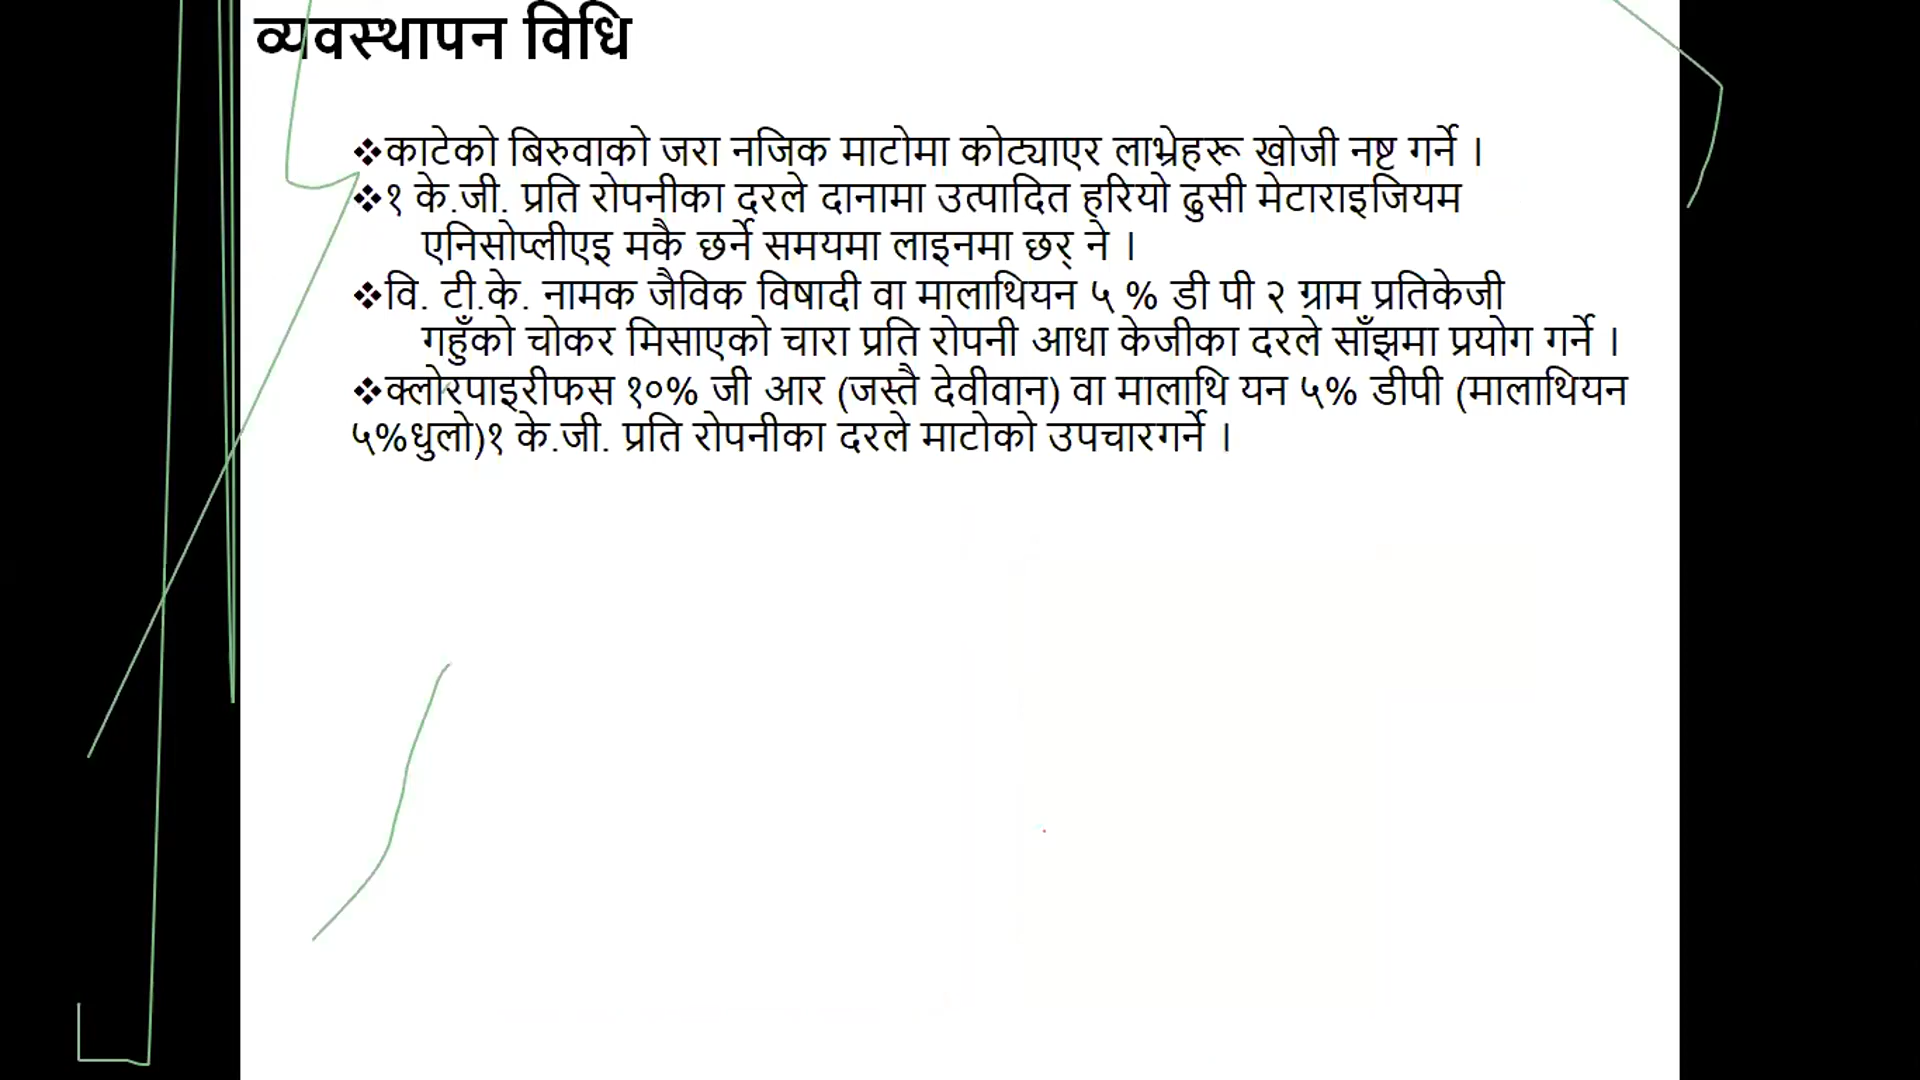 व्यवस्थापन विधि
❖काटेको बिरुवाको जरा नजिक माटोमा कोट्याएर लाभ्रेहरू खोजी नष्ट गर्ने ।
❖१ के.जी. प्रति रोपनीका दरले दानामा उत्पादित हरियो ढुसी मेटाराइजियम
एनिसोप्लीएइ मकै छर्ने समयमा लाइनमा छर् ने ।
❖वि. टी.के. नामक जैविक विषादी वा मालाथियन ५ % डी पी २ ग्राम प्रतिकेजी
गहुँको चोकर मिसाएको चारा प्रति रोपनी आधा केजीका दरले साँझमा प्रयोग गर्ने ।
❖क्लोरपाइरीफस १०% जी आर (जस्तै देवीवान) वा मालाथि यन ५% डीपी (मालाथियन
५%धुलो)१ के.जी. प्रति रोपनीका दरले माटोको उपचारगर्ने ।